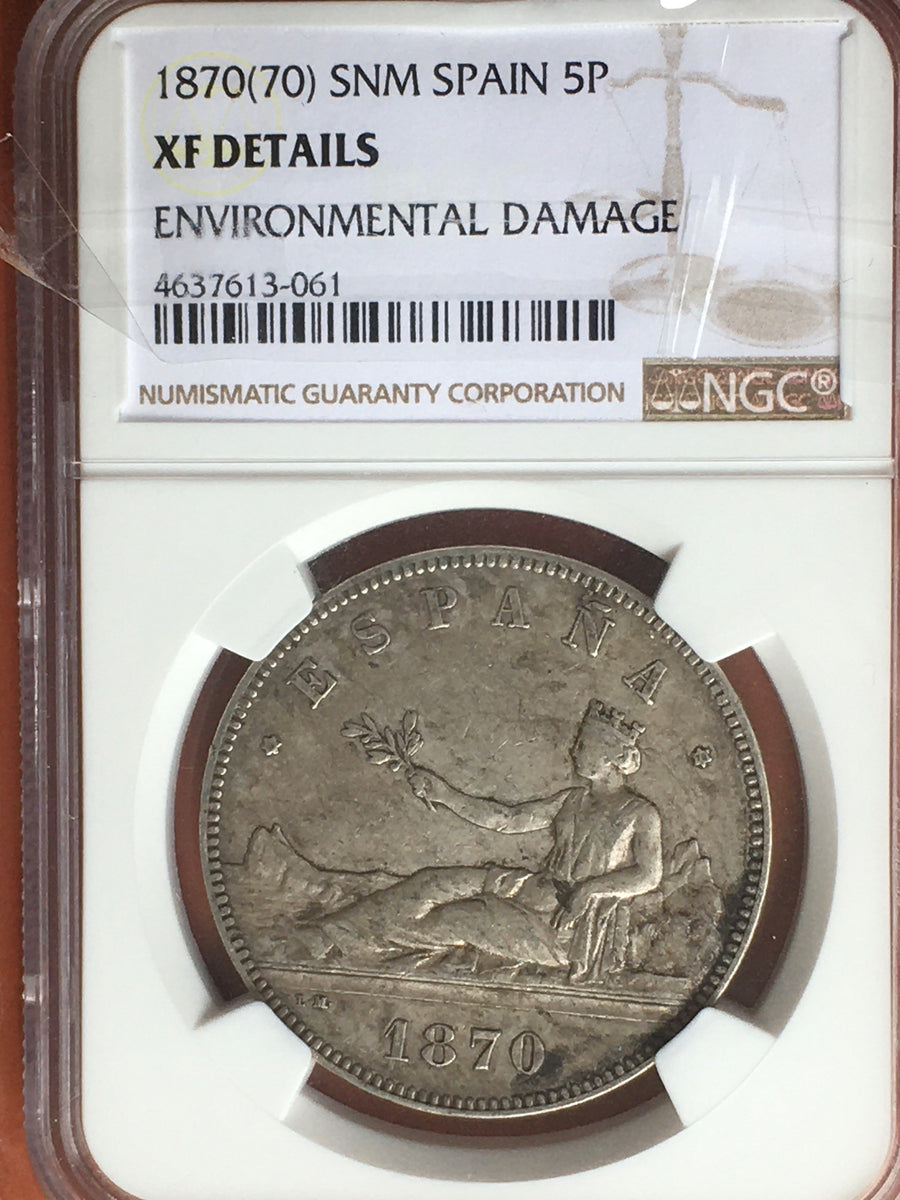 1870(70) SNM SPAIN 5P
XF DETAILS
ENVIRONMENTAL DAMAGE
4637613-061
NUMISMATIC GUARANTY CORPORATION
NGC®
ESPAÑA
L.M.
1870